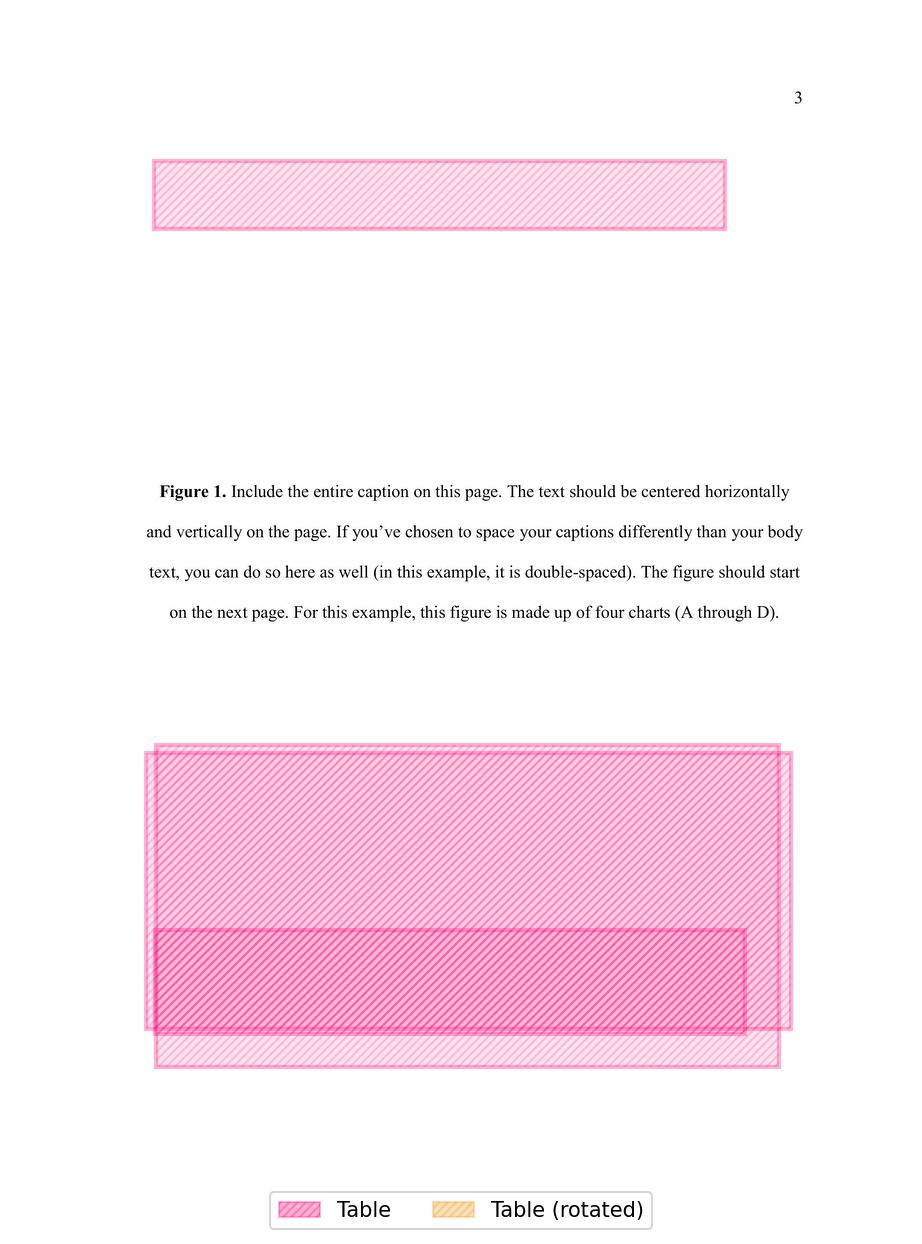 3
Figure 1. Include the entire caption on this page. The text should be centered horizontally
and vertically on the page. If you’ve chosen to space your captions differently than your body
text, you can do so here as well (in this example, it is double-spaced). The figure should start
on the next page. For this example, this figure is made up of four charts (A through D).
Table
Table (rotated)